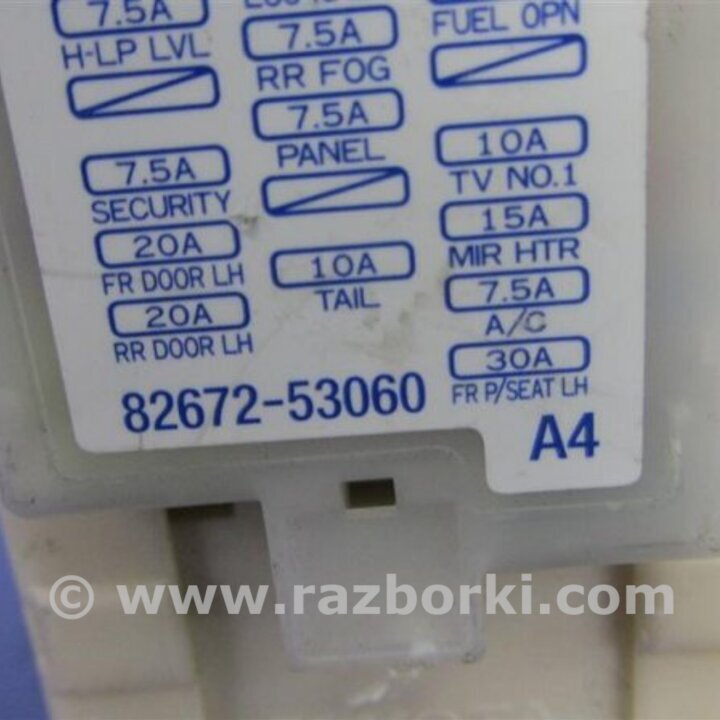 7.5A
H-LP LVL
7.5A
SECURITY
20A
FR DOOR LH
20A
RR DOOR LH
7.5A
RR FOG
7.5A
PANEL
10A
TAIL
FUEL OPN
10A
TV NO.1
15A
MIR HTR
7.5A
A/C
30A
FR P/SEAT LH
82672-53060
A4
© www.razborki.com